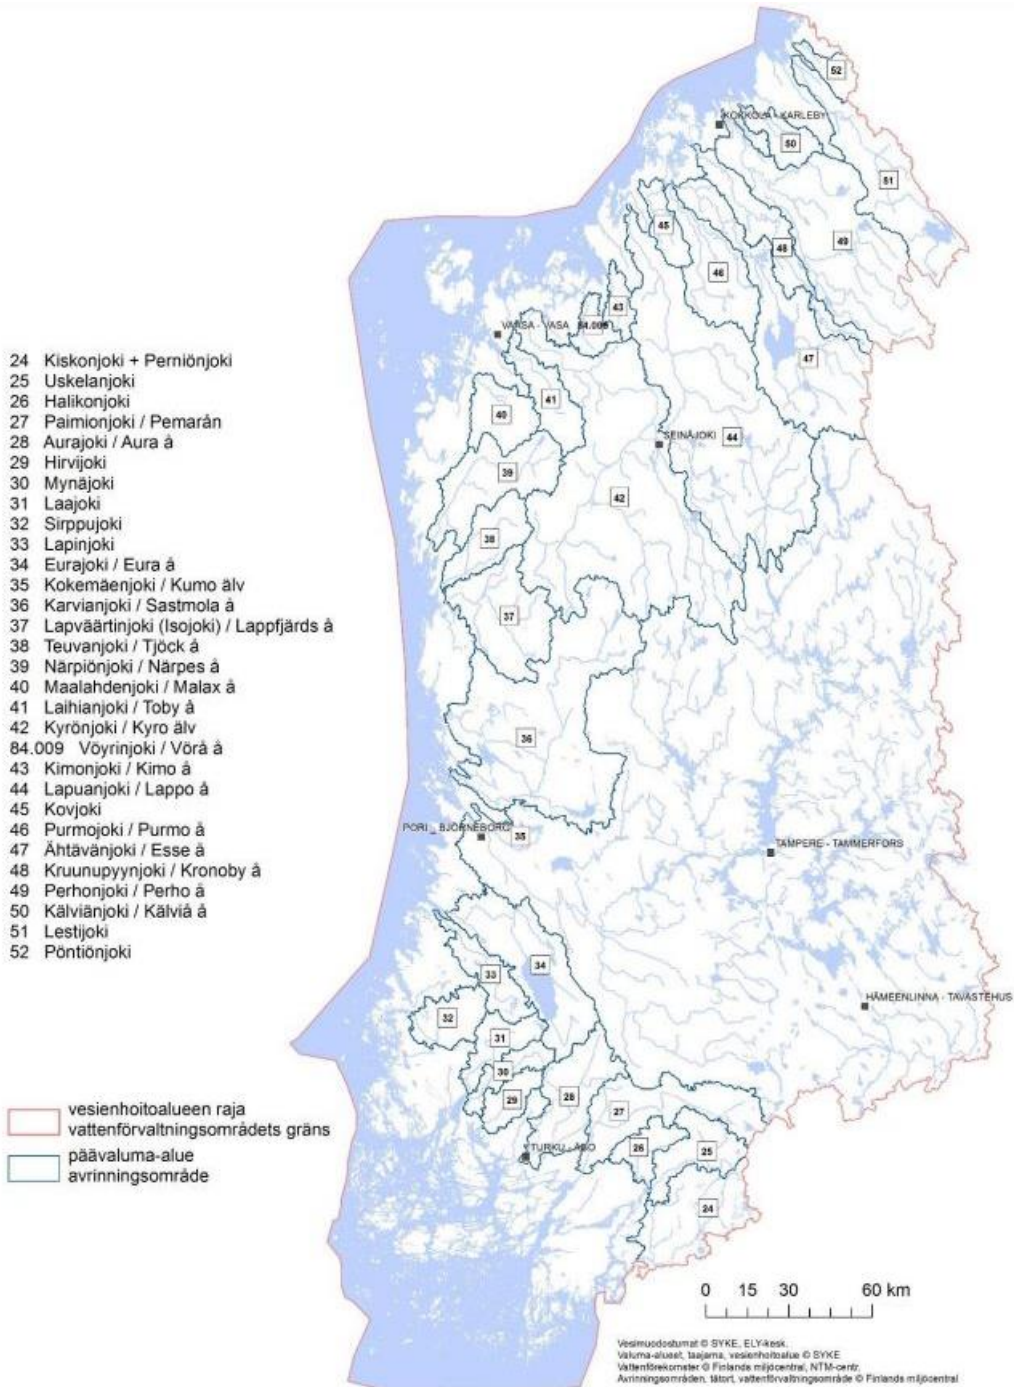 24 Kiskonjoki + Perniönjoki
25 Uskelanjoki
26 Halikonjoki
27 Paimionjoki / Pemarån
28 Aurajoki / Aura å
29 Hirvijoki
30 Mynäjoki
31 Laajoki
32 Sirppujoki
33 Lapinjoki
34 Eurajoki / Eura å
35 Kokemäenjoki / Kumo älv
36 Karvianjoki / Sastmola å
37 Lapväärtinjoki (Isojoki) / Lappfjärds å
38 Teuvanjoki / Tjöck å
39 Närpiönjoki / Närpes å
40 Maalahdenjoki / Malax å
41 Laihianjoki / Toby å
42 Kyrönjoki / Kyro älv
84.009 Vöyrinjoki / Vörå å
43 Kimonjoki / Kimo å
44 Lapuanjoki / Lappo å
45 Kovjoki
46 Purmojoki / Purmo å
47 Ähtävänjoki / Esse å
48 Kruunupyynjoki / Kronoby å
49 Perhonjoki / Perho å
50 Kälviänjoki / Kälviå å
51 Lestijoki
52 Pöntiönjoki
vesienhoitoalueen raja
vattenförvaltningsområdets gräns
päävaluma-alue
avrinningsområde
52
KOKKOLA - KARLEBY
50
51
45
48
49
46
43
VAASA - VASA 84.009
47
41
40
SEINÄJOKI
44
39
42
38
37
36
PORI - BJÖRNEBORG
35
TAMPERE - TAMMERFORS
34
33
HÄMEENLINNA - TAVASTEHUS
32
31
30
29
28
27
TURKU - ÅBO
26
25
24
0 15 30 60 km
Vesimuodostumat © SYKE, ELY-kesk.
Valuma-alueet, taajama, vesienhoitoalue © SYKE
Vattenförekomster © Finlands miljöcentral, NTM-centr.
Avrinningsområden, tätort, vattenförvaltningsområde © Finlands miljöcentral